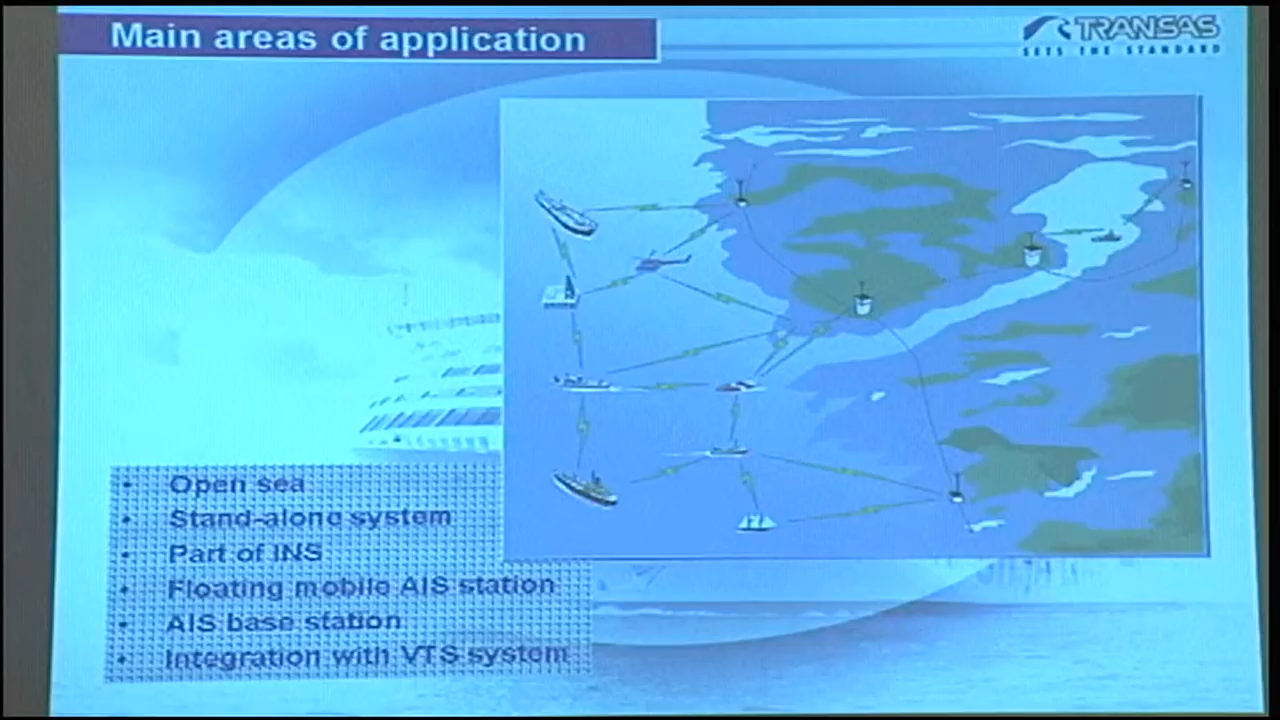 Main areas of application
TRANSAS
SETS THE STANDARD
• Open sea
• Stand-alone system
• Part of INS
• Floating mobile AIS station
• AIS base station
• Integration with VTS system